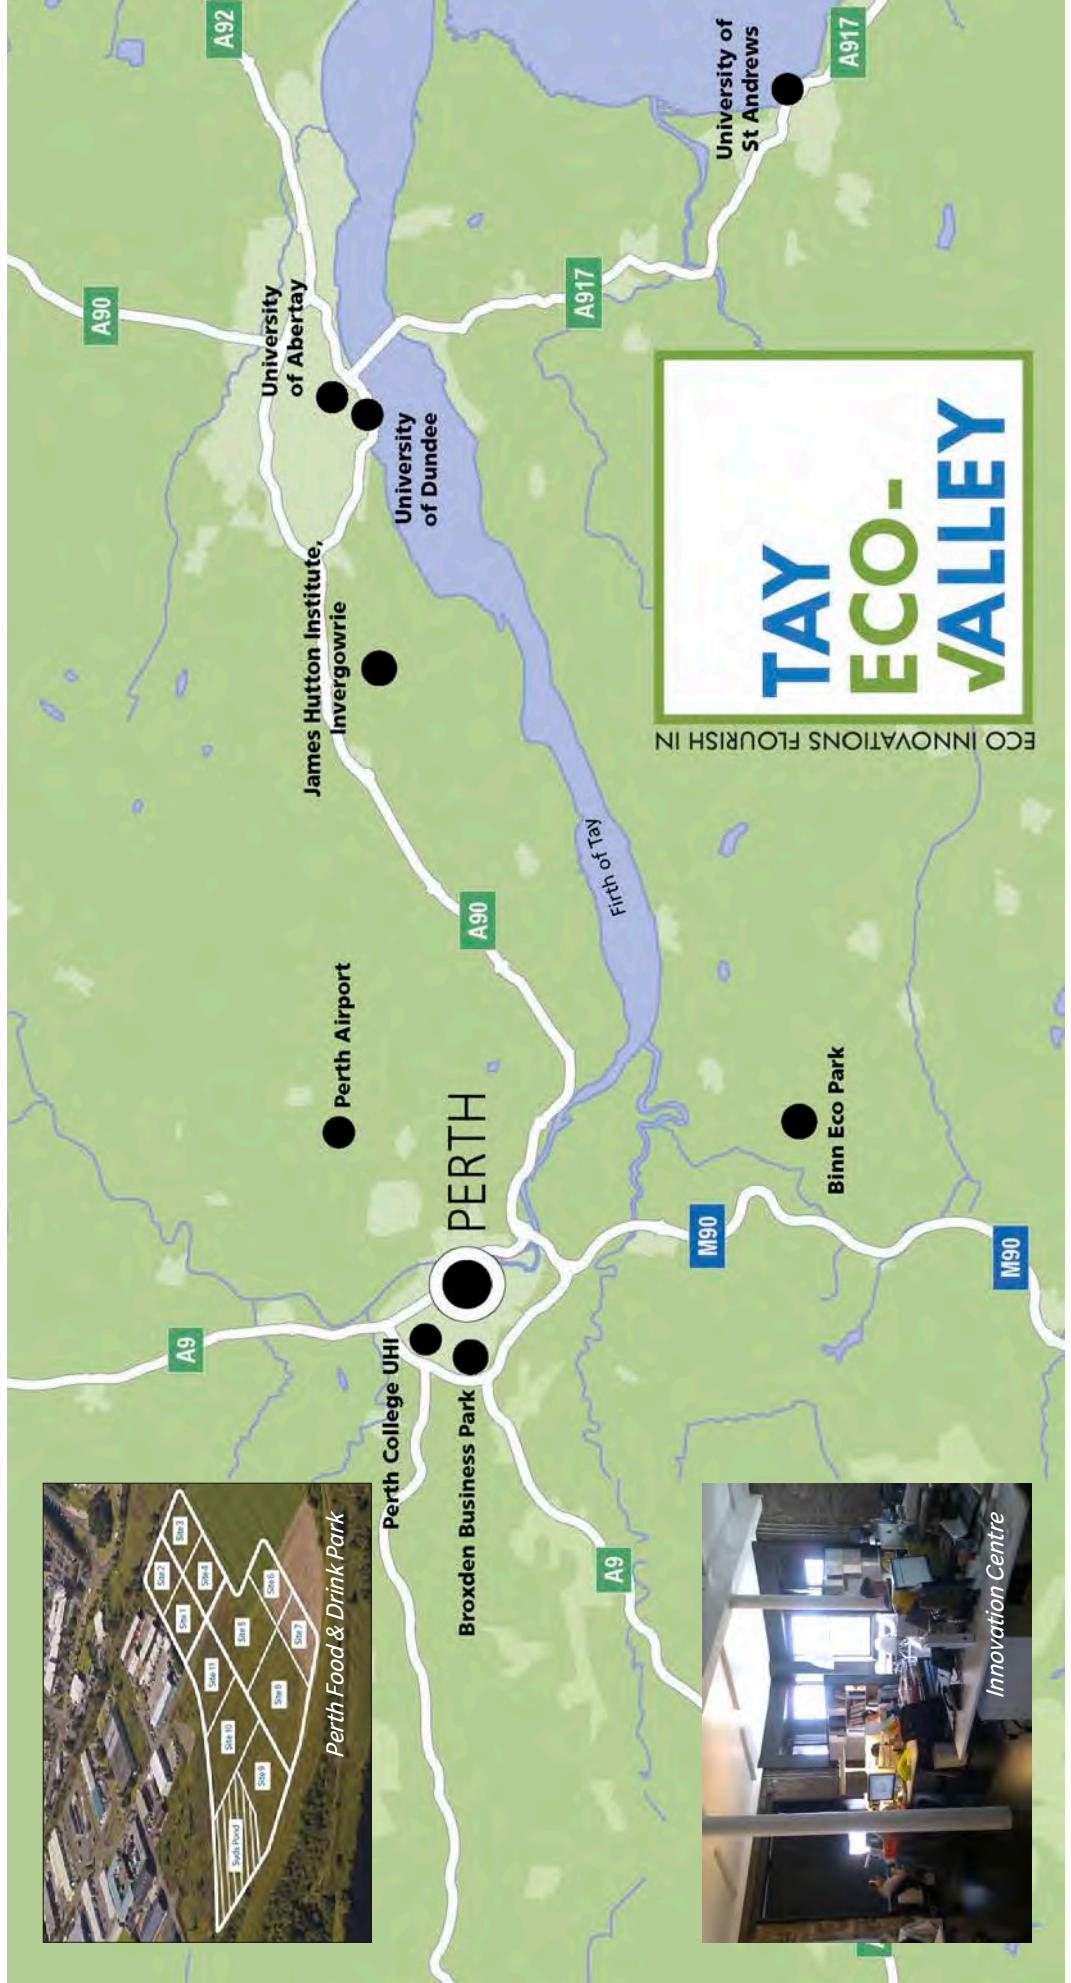 Site 2
Site 3
Site 1
Site 4
Site 11
Site 10
Site 5
Site 6
Suds Pond
Site 9
Site 8
Site 7
Perth Food & Drink Park
A9
A90
A92
Perth Airport
University
of Abertay
James Hutton Institute,
Invergowrie
Perth College UHI
University
of Dundee
PERTH
A90
Broxden Business Park
A917
Firth of Tay
A9
M90
University of
St Andrews
A917
Binn Eco Park
M90
ECO INNOVATIONS FLOURISH IN
TAY
ECO-
VALLEY
Innovation Centre